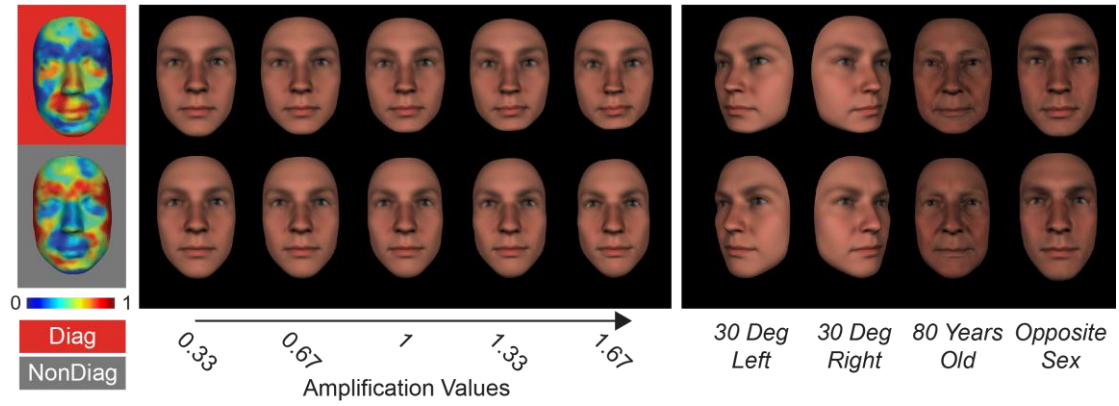 0 1
Diag
NonDiag
0.33 0.67 1 1.33 1.67
Amplification Values
30 Deg Left
30 Deg Right
80 Years Old
Opposite Sex